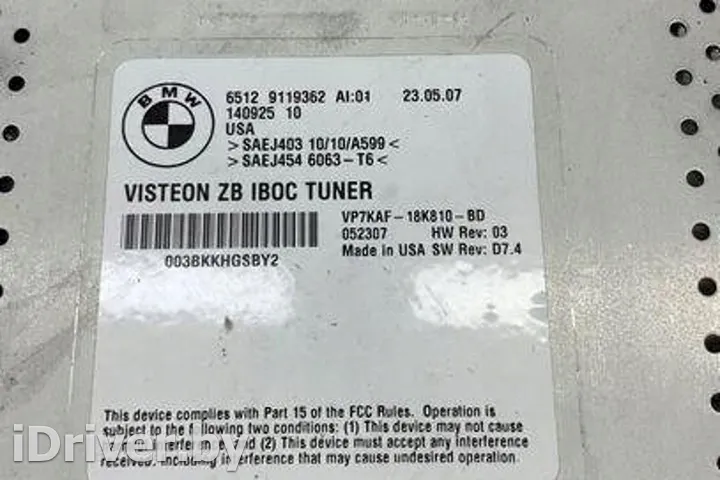 BMW
6512 9119362 AI:01 23.05.07
140925 10
USA
>SAEJ403 10/10/A599<
>SAEJ454 6063-T6<
VISTEON ZB IBOC TUNER
VP7KAF-18K810-BD
052307 HW Rev: 03
Made in USA SW Rev: D7.4
003BKKHGSBY2
This device complies with Part 15 of the FCC Rules. Operation is
subject to the following two conditions: (1) This device may not cause
interference and (2) This device must accept any interference
received, including interference that may cause undesired operation.
iDriver.by